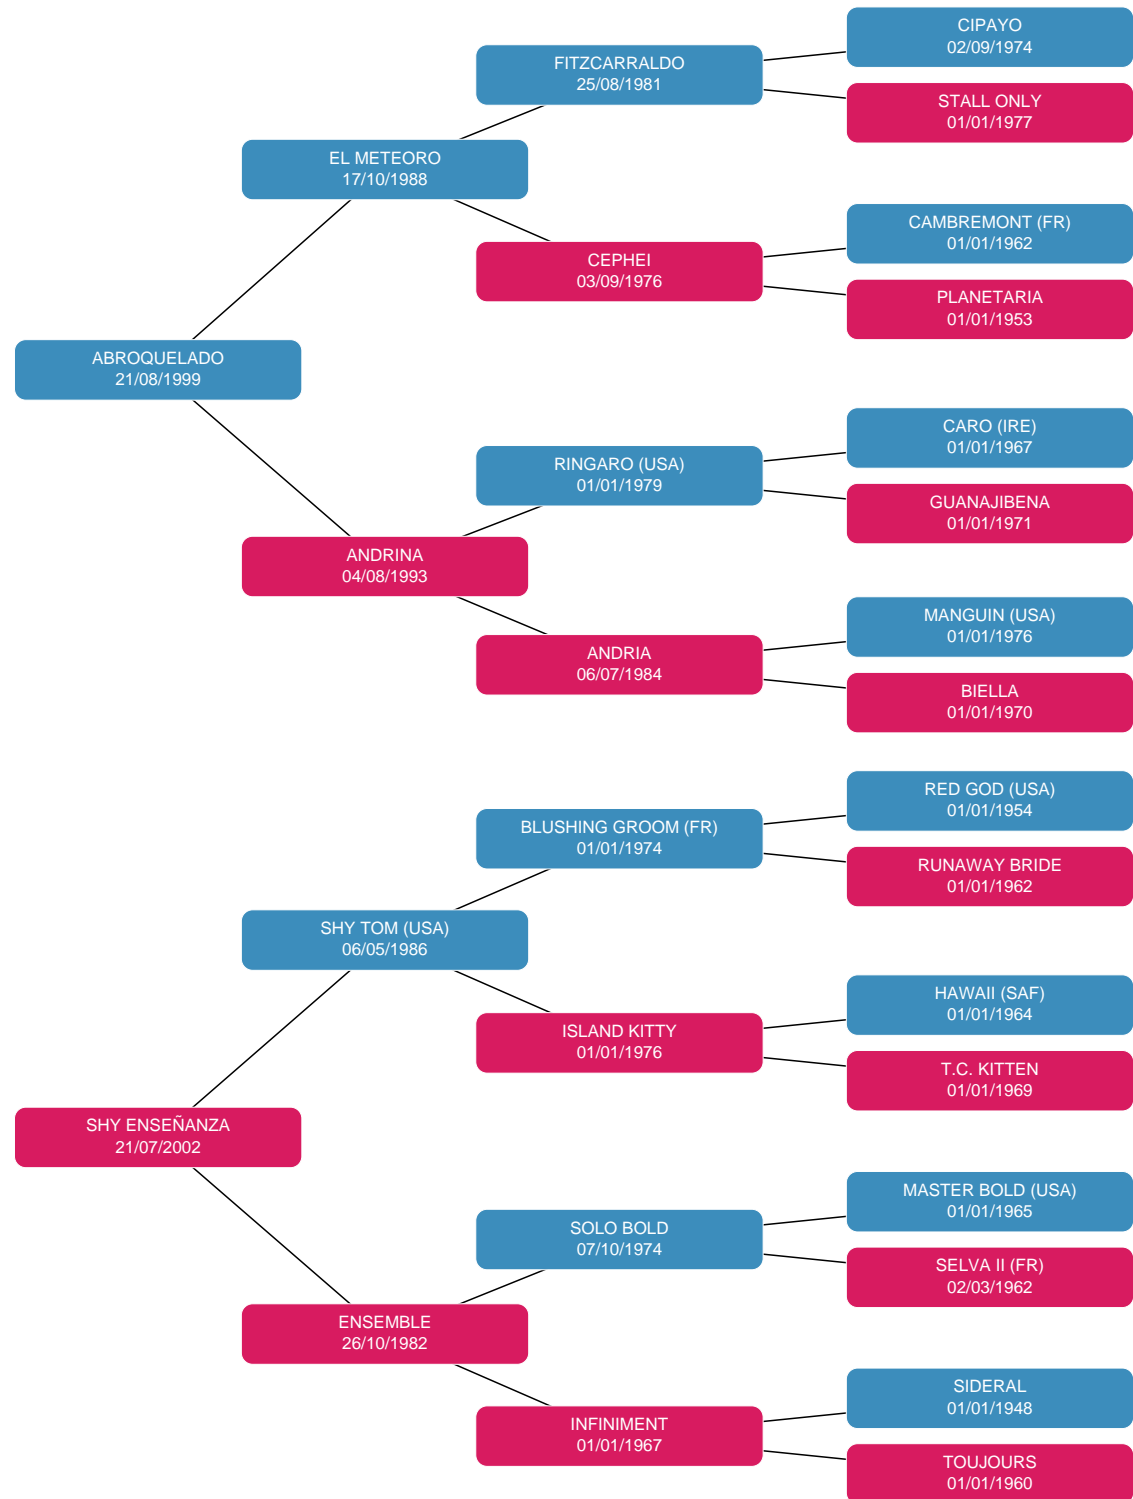 CIPAYO
02/09/1974
FITZCARRALDO
25/08/1981
STALL ONLY
01/01/1977
EL METEORO
17/10/1988
CAMBREMONT (FR)
01/01/1962
CEPHEI
03/09/1976
PLANETARIA
01/01/1953
ABROQUELADO
21/08/1999
CARO (IRE)
01/01/1967
RINGARO (USA)
01/01/1979
GUANAJIBENA
01/01/1971
ANDRINA
04/08/1993
MANGUIN (USA)
01/01/1976
ANDRIA
06/07/1984
BIELLA
01/01/1970
RED GOD (USA)
01/01/1954
BLUSHING GROOM (FR)
01/01/1974
RUNAWAY BRIDE
01/01/1962
SHY TOM (USA)
06/05/1986
HAWAII (SAF)
01/01/1964
ISLAND KITTY
01/01/1976
T.C. KITTEN
01/01/1969
SHY ENSEÑANZA
21/07/2002
MASTER BOLD (USA)
01/01/1965
SOLO BOLD
07/10/1974
SELVA II (FR)
02/03/1962
ENSEMBLE
26/10/1982
SIDERAL
01/01/1948
INFINIMENT
01/01/1967
TOUJOURS
01/01/1960